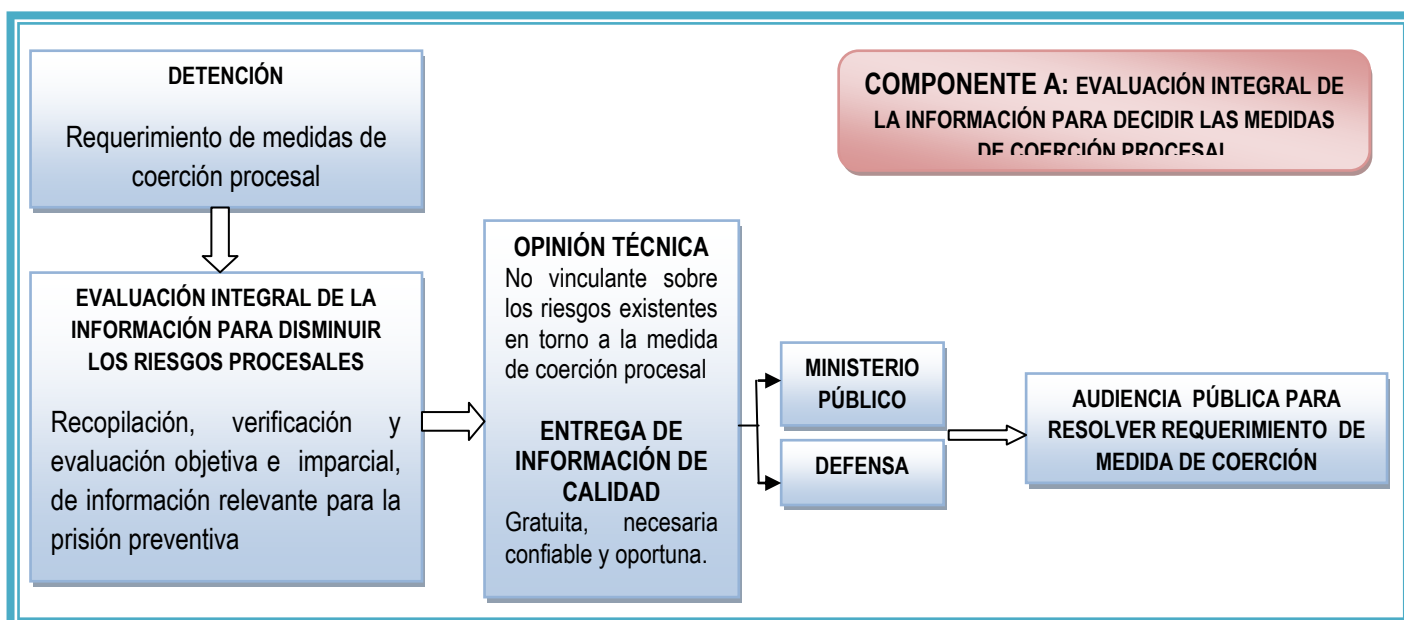 DETENCIÓN
Requerimiento de medidas de
coerción procesal
COMPONENTE A: EVALUACIÓN INTEGRAL DE
LA INFORMACIÓN PARA DECIDIR LAS MEDIDAS
DE COERCIÓN PROCESAL
EVALUACIÓN INTEGRAL DE LA
INFORMACIÓN PARA DISMINUIR
LOS RIESGOS PROCESALES
Recopilación, verificación y
evaluación objetiva e imparcial,
de información relevante para la
prisión preventiva
OPINIÓN TÉCNICA
No vinculante sobre
los riesgos existentes
en torno a la medida
de coerción procesal
ENTREGA DE
INFORMACIÓN DE
CALIDAD
Gratuita, necesaria
confiable y oportuna.
MINISTERIO
PÚBLICO
DEFENSA
AUDIENCIA PÚBLICA PARA
RESOLVER REQUERIMIENTO DE
MEDIDA DE COERCIÓN